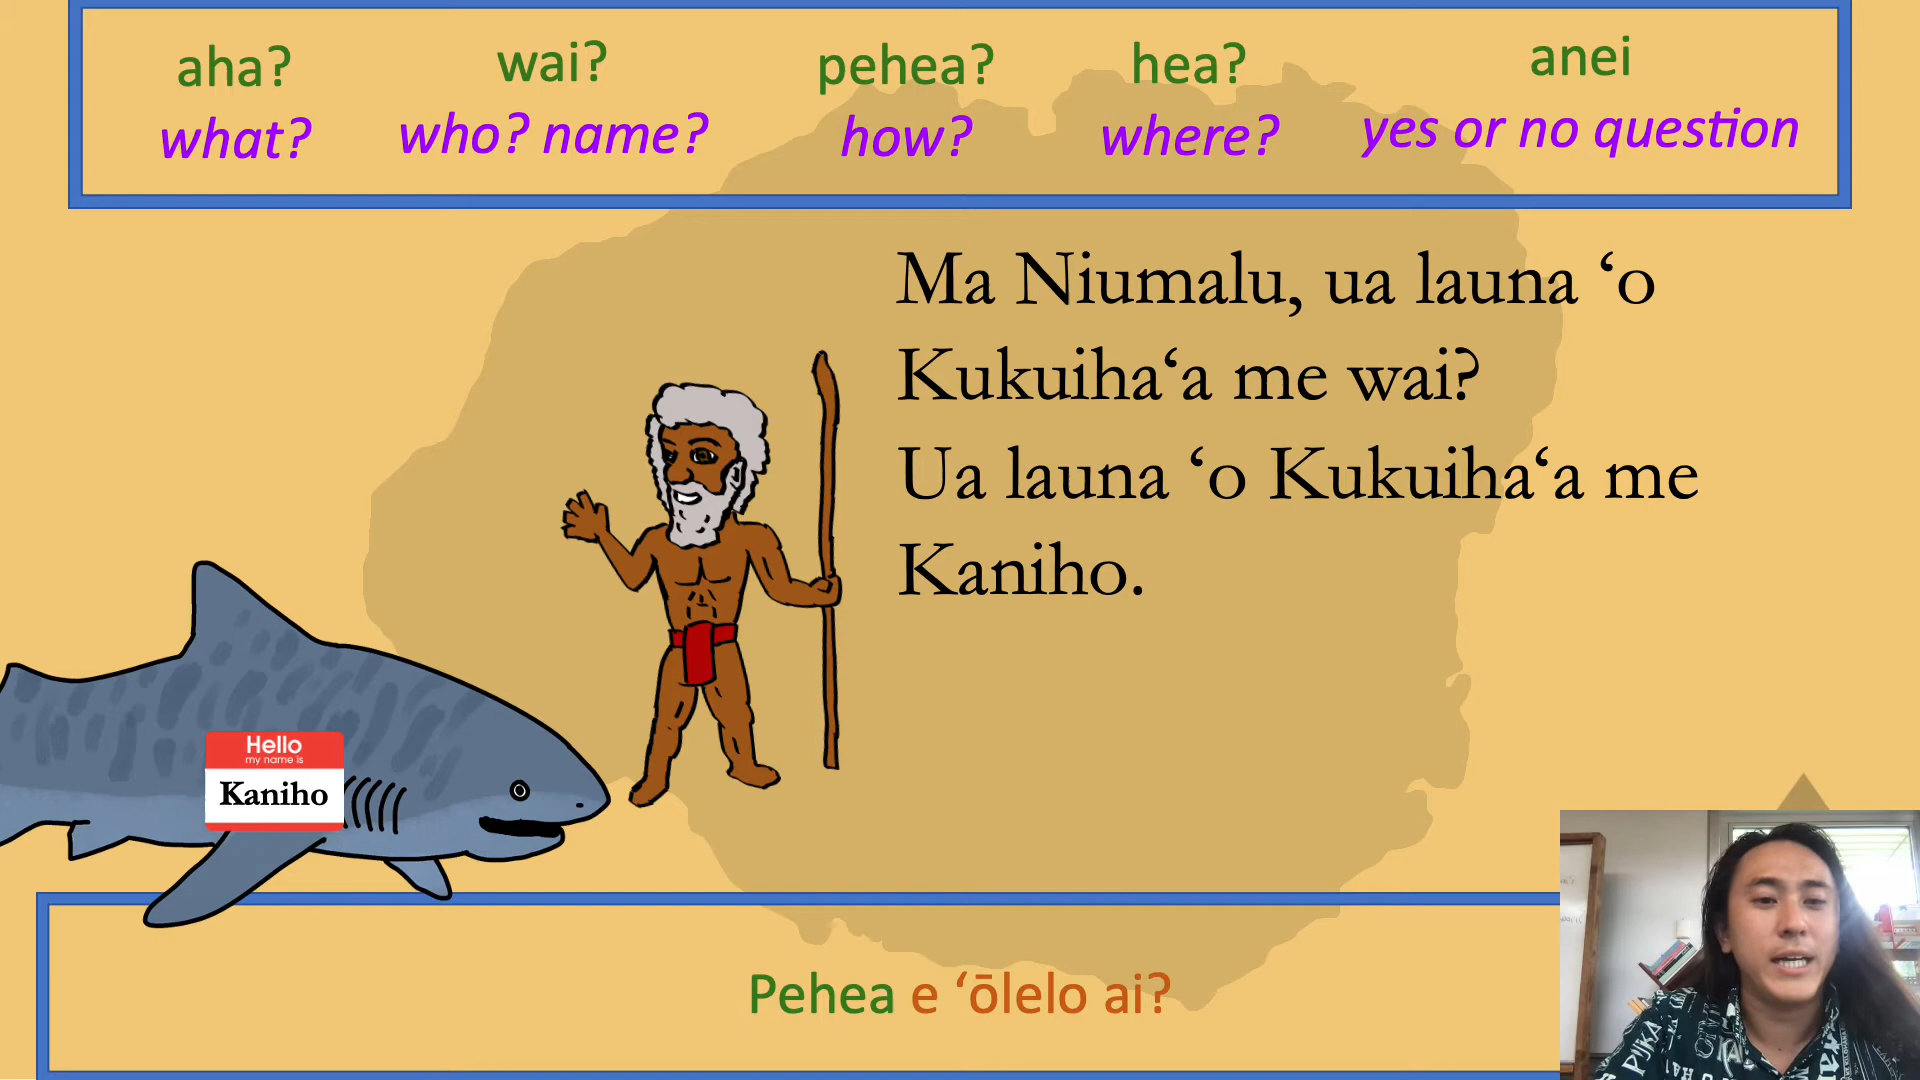 aha? wai? pehea? hea? anei
what? who? name? how? where? yes or no question
Ma Niumalu, ua launa ʻo
Kukuihaʻa me wai?
Ua launa ʻo Kukuihaʻa me
Kaniho.
Hello
my name is
Kaniho
Pehea e ʻōlelo ai?